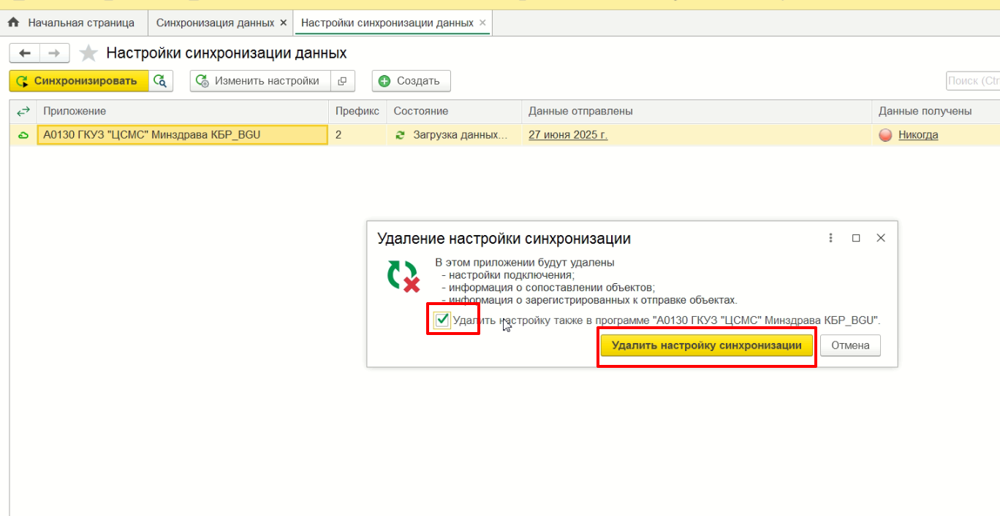 Начальная страница
Синхронизация данных
Настройки синхронизации данных
Настройки синхронизации данных
Синхронизировать
Изменить настройки
Создать
Поиск (Ctr
Приложение
Префикс
Состояние
Данные отправлены
Данные получены
А0130 ГКУЗ "ЦСМС" Минздрава КБР_BGU
2
Загрузка данных...
27 июня 2025 г.
Никогда
Удаление настройки синхронизации
В этом приложении будут удалены
- настройки подключения;
- информация о сопоставлении объектов;
- информация о зарегистрированных к отправке объектах.
Удалить настройку также в программе "А0130 ГКУЗ "ЦСМС" Минздрава КБР_BGU".
Удалить настройку синхронизации
Отмена